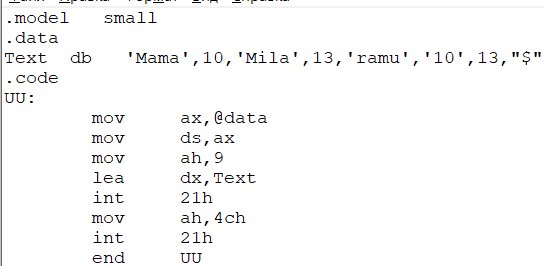 .model   small
.data
Text  db   'Mama',10,'Mila',13,'ramu','10',13,"$"
.code
UU:
        mov     ax,@data
        mov     ds,ax
        mov     ah,9
        lea     dx,Text
        int     21h
        mov     ah,4ch
        int     21h
        end     UU